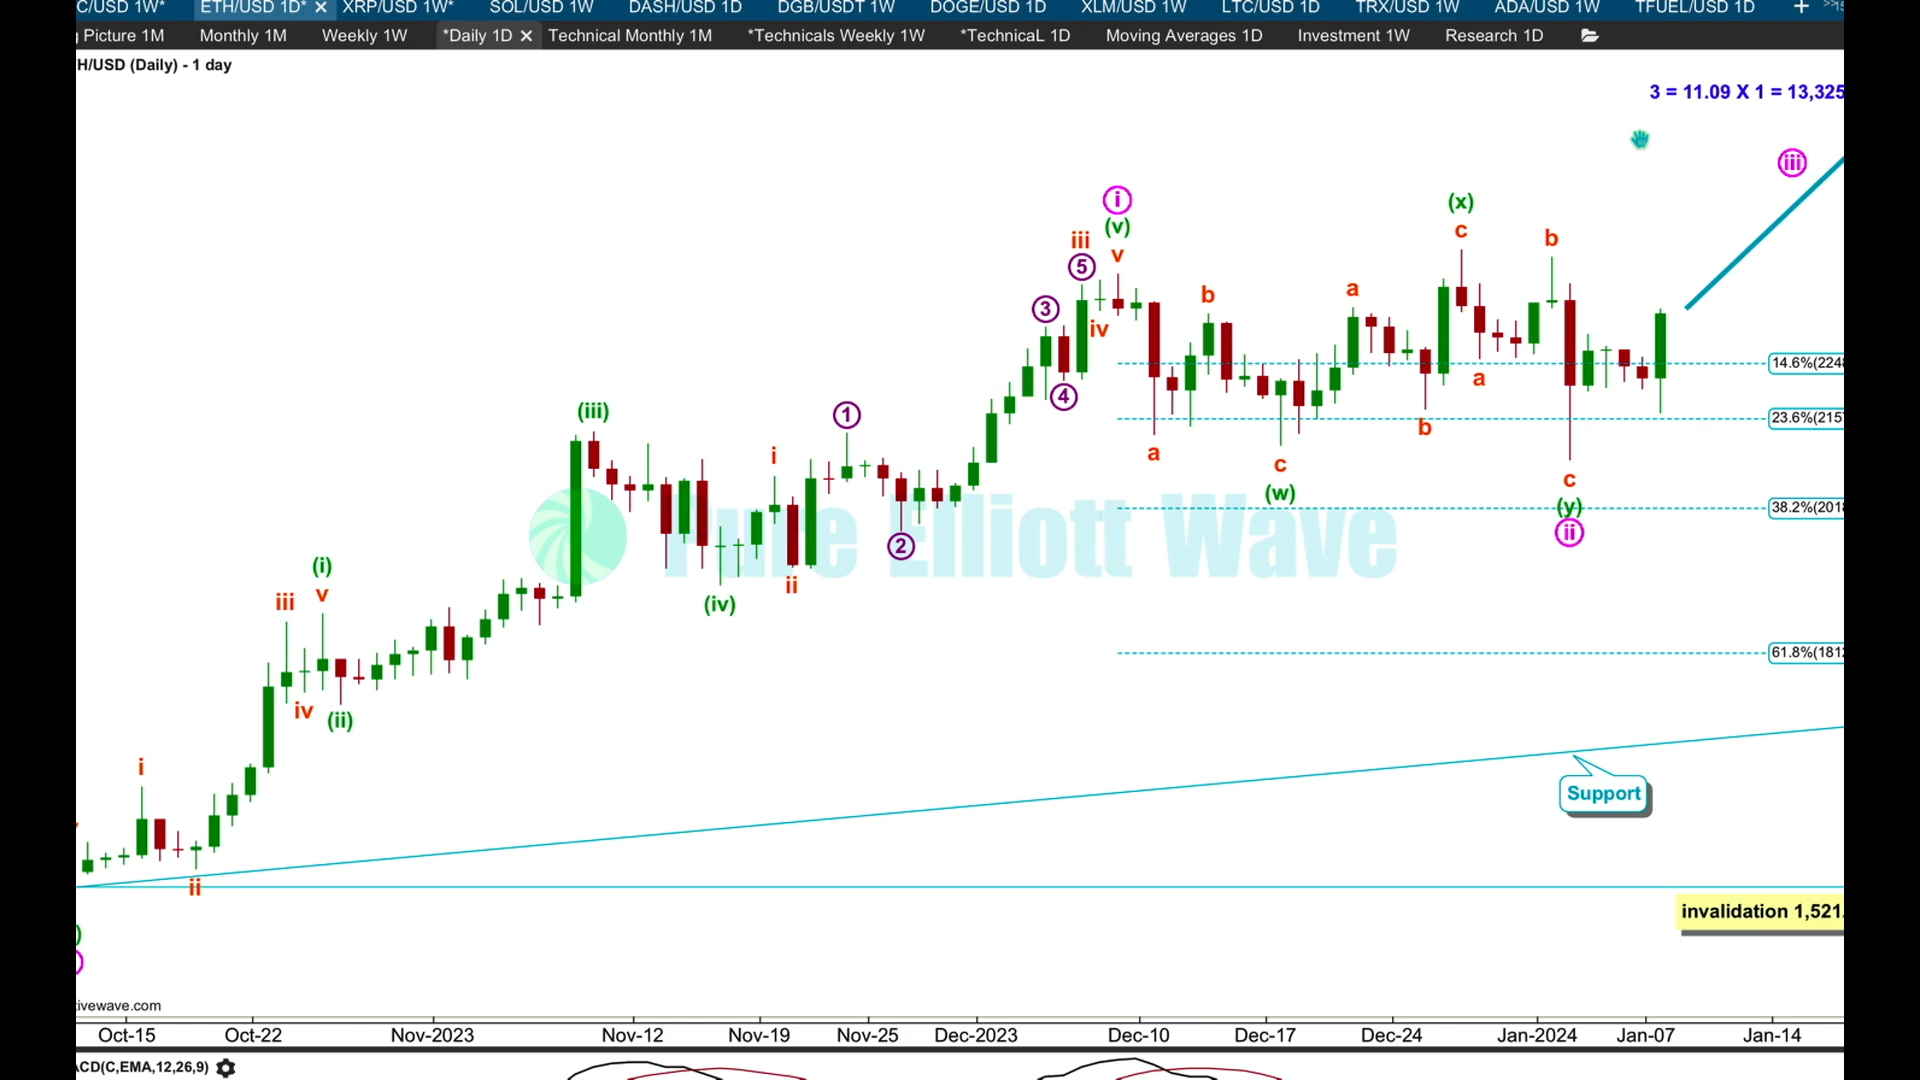 C/USD 1W* ETH/USD 1D* XRP/USD 1W* SOL/USD 1W DASH/USD 1D DGB/USDT 1W DOGE/USD 1D XLM/USD 1W LTC/USD 1D TRX/USD 1W ADA/USD 1W TFUEL/USD 1D
Picture 1M Monthly 1M Weekly 1W *Daily 1D Technical Monthly 1M *Technicals Weekly 1W *TechnicaL 1D Moving Averages 1D Investment 1W Research 1D
H/USD (Daily) - 1 day
3 = 11.09 X 1 = 13,325
iii
i
(x)
(v)
c
iii
b
v
5
a
b
3
iv
14.6%(224
a
4
(iii)
1
23.6%(215
b
a
i
c
c
(w)
(y)
38.2%(201
ii
Pure Elliott Wave
2
(i)
ii
v
iii
(iv)
61.8%(181
iv
(ii)
i
Support
ii
invalidation 1,521.
)
ivewave.com
Oct-15 Oct-22 Nov-2023 Nov-12 Nov-19 Nov-25 Dec-2023 Dec-10 Dec-17 Dec-24 Jan-2024 Jan-07 Jan-14
ACD(C,EMA,12,26,9)